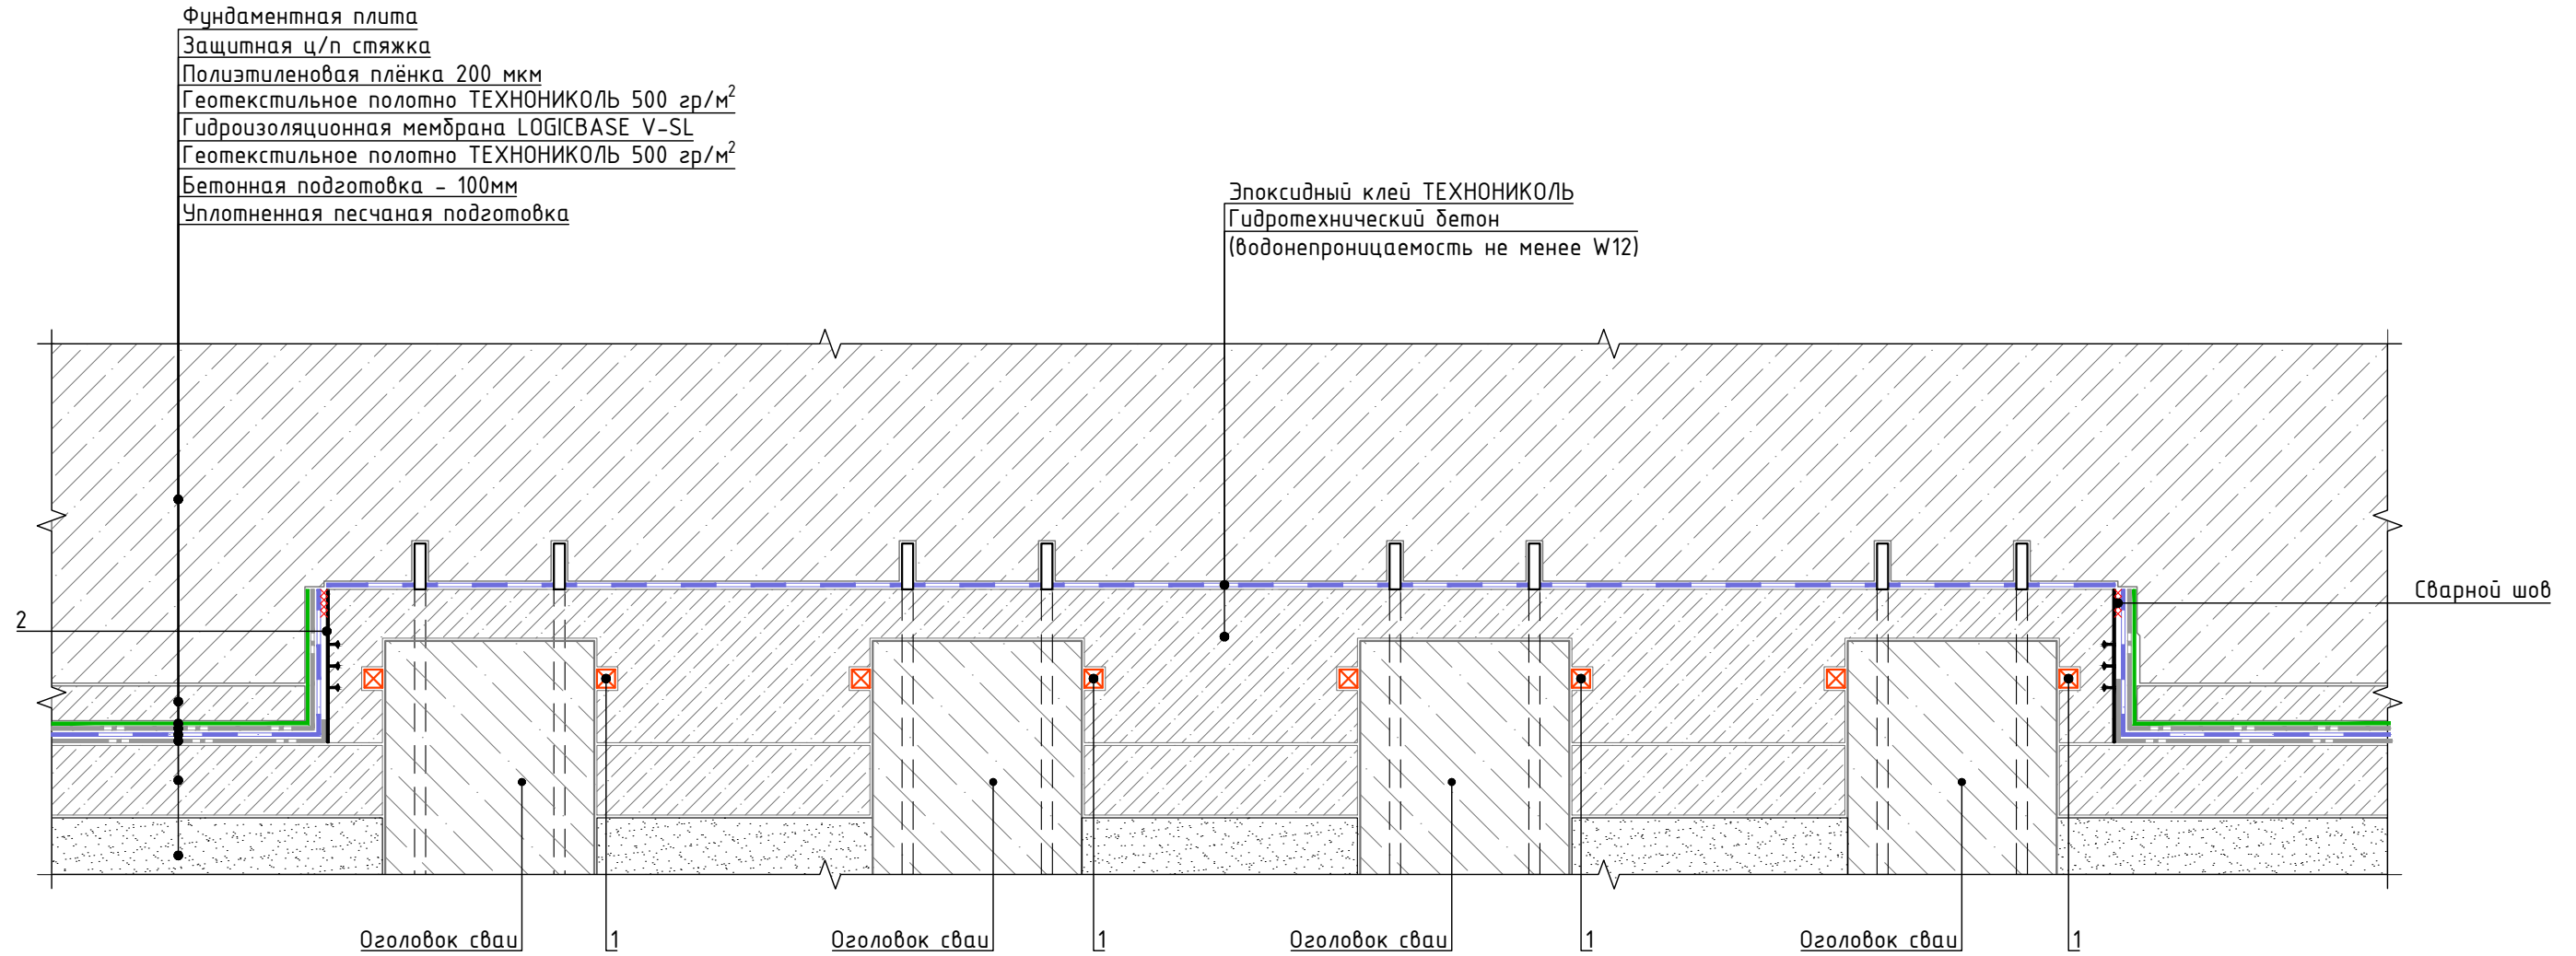 Фундаментная плита
Защитная ц/п стяжка
Полиэтиленовая плёнка 200 мкм
Геотекстильное полотно ТЕХНОНИКОЛЬ 500 гр/м²
Гидроизоляционная мембрана LOGICBASE V-SL
Геотекстильное полотно ТЕХНОНИКОЛЬ 500 гр/м²
Бетонная подготовка - 100мм
Уплотненная песчаная подготовка
Эпоксидный клей ТЕХНОНИКОЛЬ
Гидротехнический бетон
(водонепроницаемость не менее W12)
Сварной шов
2
Оголовок сваи
1
Оголовок сваи
1
Оголовок сваи
1
Оголовок сваи
1